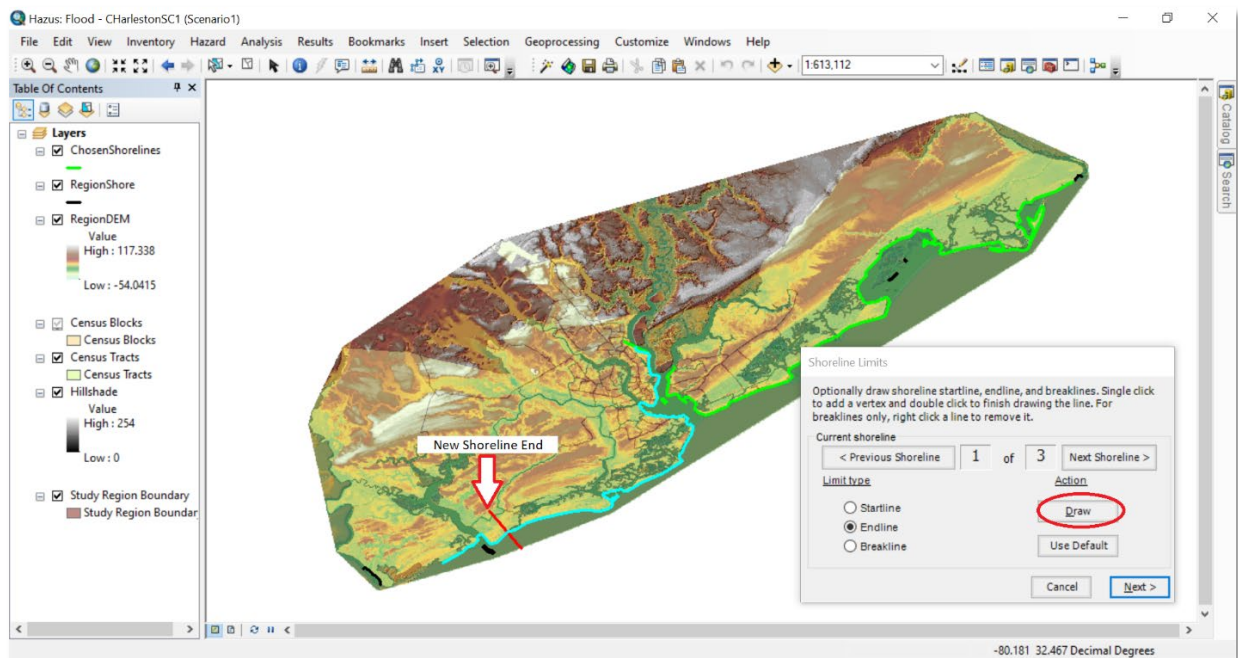 Hazus: Flood - CHarlestonSC1 (Scenario1)
File Edit View Inventory Hazard Analysis Results Bookmarks Insert Selection Geoprocessing Customize Windows Help
1:613,112
Table Of Contents
Layers
ChosenShorelines
RegionShore
RegionDEM
Value
High : 117.338
Low : -54.0415
Census Blocks
Census Blocks
Census Tracts
Census Tracts
Hillshade
Value
High : 254
Low : 0
Study Region Boundary
Study Region Boundar
New Shoreline End
Shoreline Limits
Optionally draw shoreline startline, endline, and breaklines. Single click
to add a vertex and double click to finish drawing the line. For
breaklines only, right click a line to remove it.
Current shoreline
< Previous Shoreline 1 of 3 Next Shoreline >
Limit type Action
Startline Draw
Endline
Breakline Use Default
Cancel Next >
Catalog
Search
-80.181 32.467 Decimal Degrees